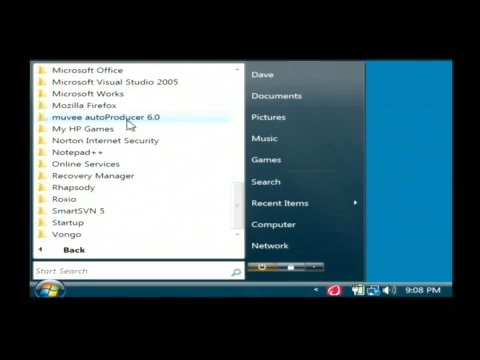 Microsoft Office
Microsoft Visual Studio 2005
Microsoft Works
Mozilla Firefox
muvee autoProducer 6.0
My HP Games
Norton Internet Security
Notepad++
Online Services
Recovery Manager
Rhapsody
Roxio
SmartSVN 5
Startup
Vongo
Back
Start Search
Dave
Documents
Pictures
Music
Games
Search
Recent Items
Computer
Network
9:08 PM